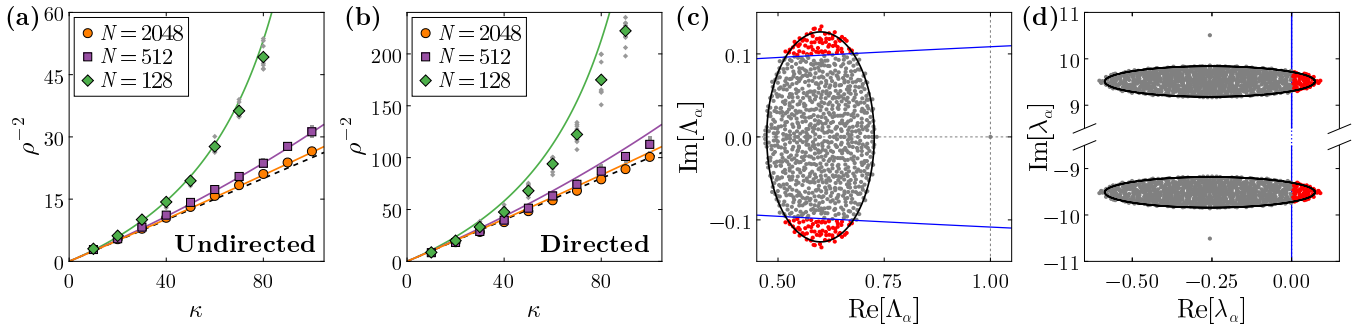 (a)
60
45
30
15
0
ρ⁻²
N = 2048
N = 512
N = 128
Undirected
0
40
80
κ
(b)
200
150
100
50
0
ρ⁻²
N = 2048
N = 512
N = 128
Directed
0
40
80
κ
(c)
0.1
0.0
−0.1
Im[Λα]
0.50
0.75
1.00
Re[Λα]
(d)
11
10
9
−9
−10
−11
Im[λα]
−0.50
−0.25
0.00
Re[λα]